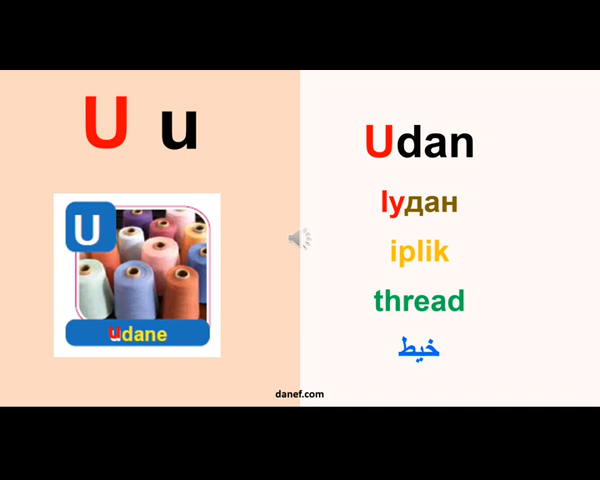 U u
U
udane
Udan
Iудан
iplik
thread
خيط
danef.com